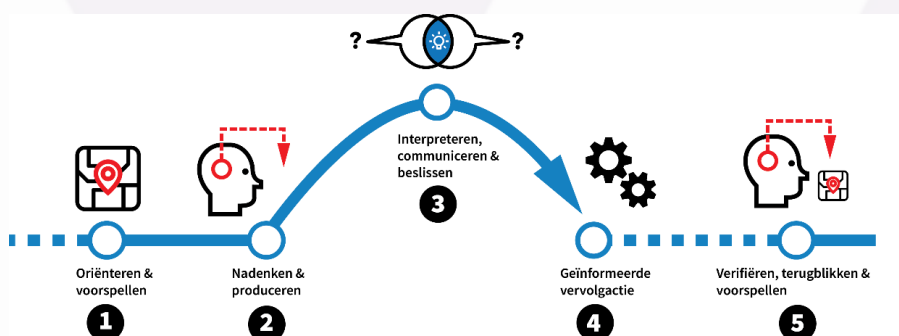 ? ?
Interpreteren,
communiceren &
beslissen
3
Oriënteren &
voorspellen
1
Nadenken &
produceren
2
Geïnformeerde
vervolgactie
4
Verifiëren, terugblikken &
voorspellen
5